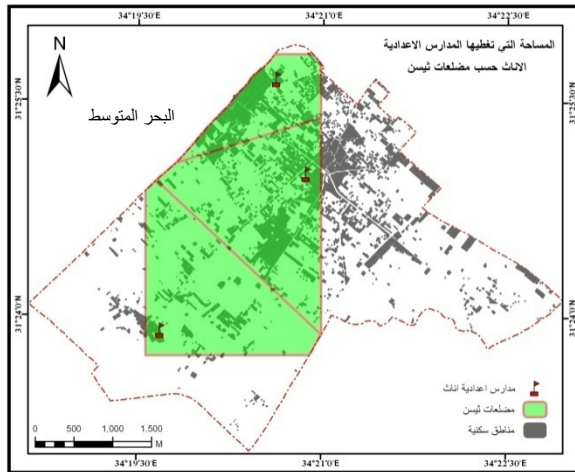 34°19'30"E
34°21'0"E
34°22'30"E
المساحة التي تغطيها المدارس الاعدادية
الاناث حسب مضلعات ثيسن
N
البحر المتوسط
31°25'30"N
31°25'30"N
31°24'0"N
31°24'0"N
مدارس اعدادية اناث
مضلعات ثيسن
مناطق سكنية
0 500 1,000 1,500
M
34°19'30"E
34°21'0"E
34°22'30"E